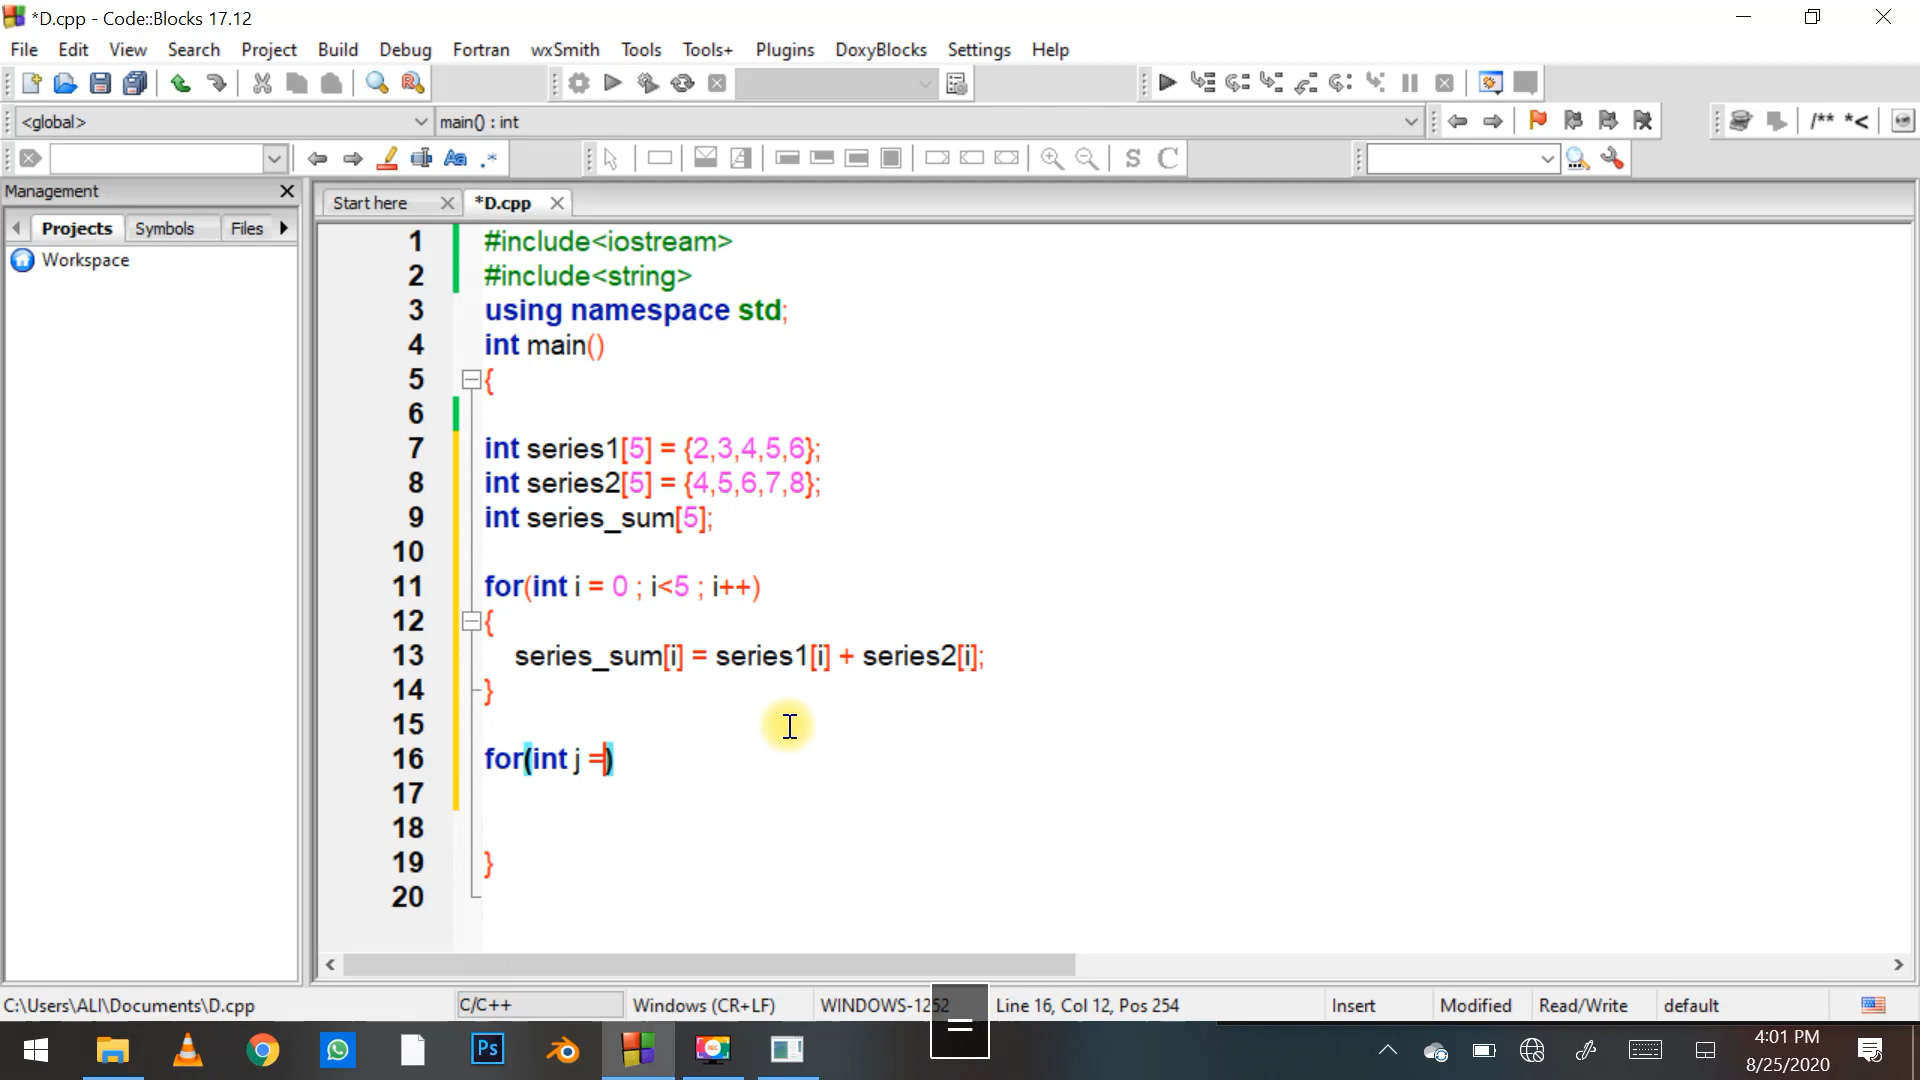 *D.cpp - Code::Blocks 17.12
File Edit View Search Project Build Debug Fortran wxSmith Tools Tools+ Plugins DoxyBlocks Settings Help
<global> main() : int
/** *<
Aa .* S C
Management
Projects Symbols Files
Workspace
Start here *D.cpp
1 #include<iostream>
2 #include<string>
3 using namespace std;
4 int main()
5 {
6
7 int series1[5] = {2,3,4,5,6};
8 int series2[5] = {4,5,6,7,8};
9 int series_sum[5];
10
11 for(int i = 0 ; i<5 ; i++)
12 {
13 series_sum[i] = series1[i] + series2[i];
14 }
15
16 for(int j =)
17
18
19 }
20
C:\Users\ALI\Documents\D.cpp C/C++ Windows (CR+LF) WINDOWS-1252 Line 16, Col 12, Pos 254 Insert Modified Read/Write default
=
Ps
4:01 PM
8/25/2020